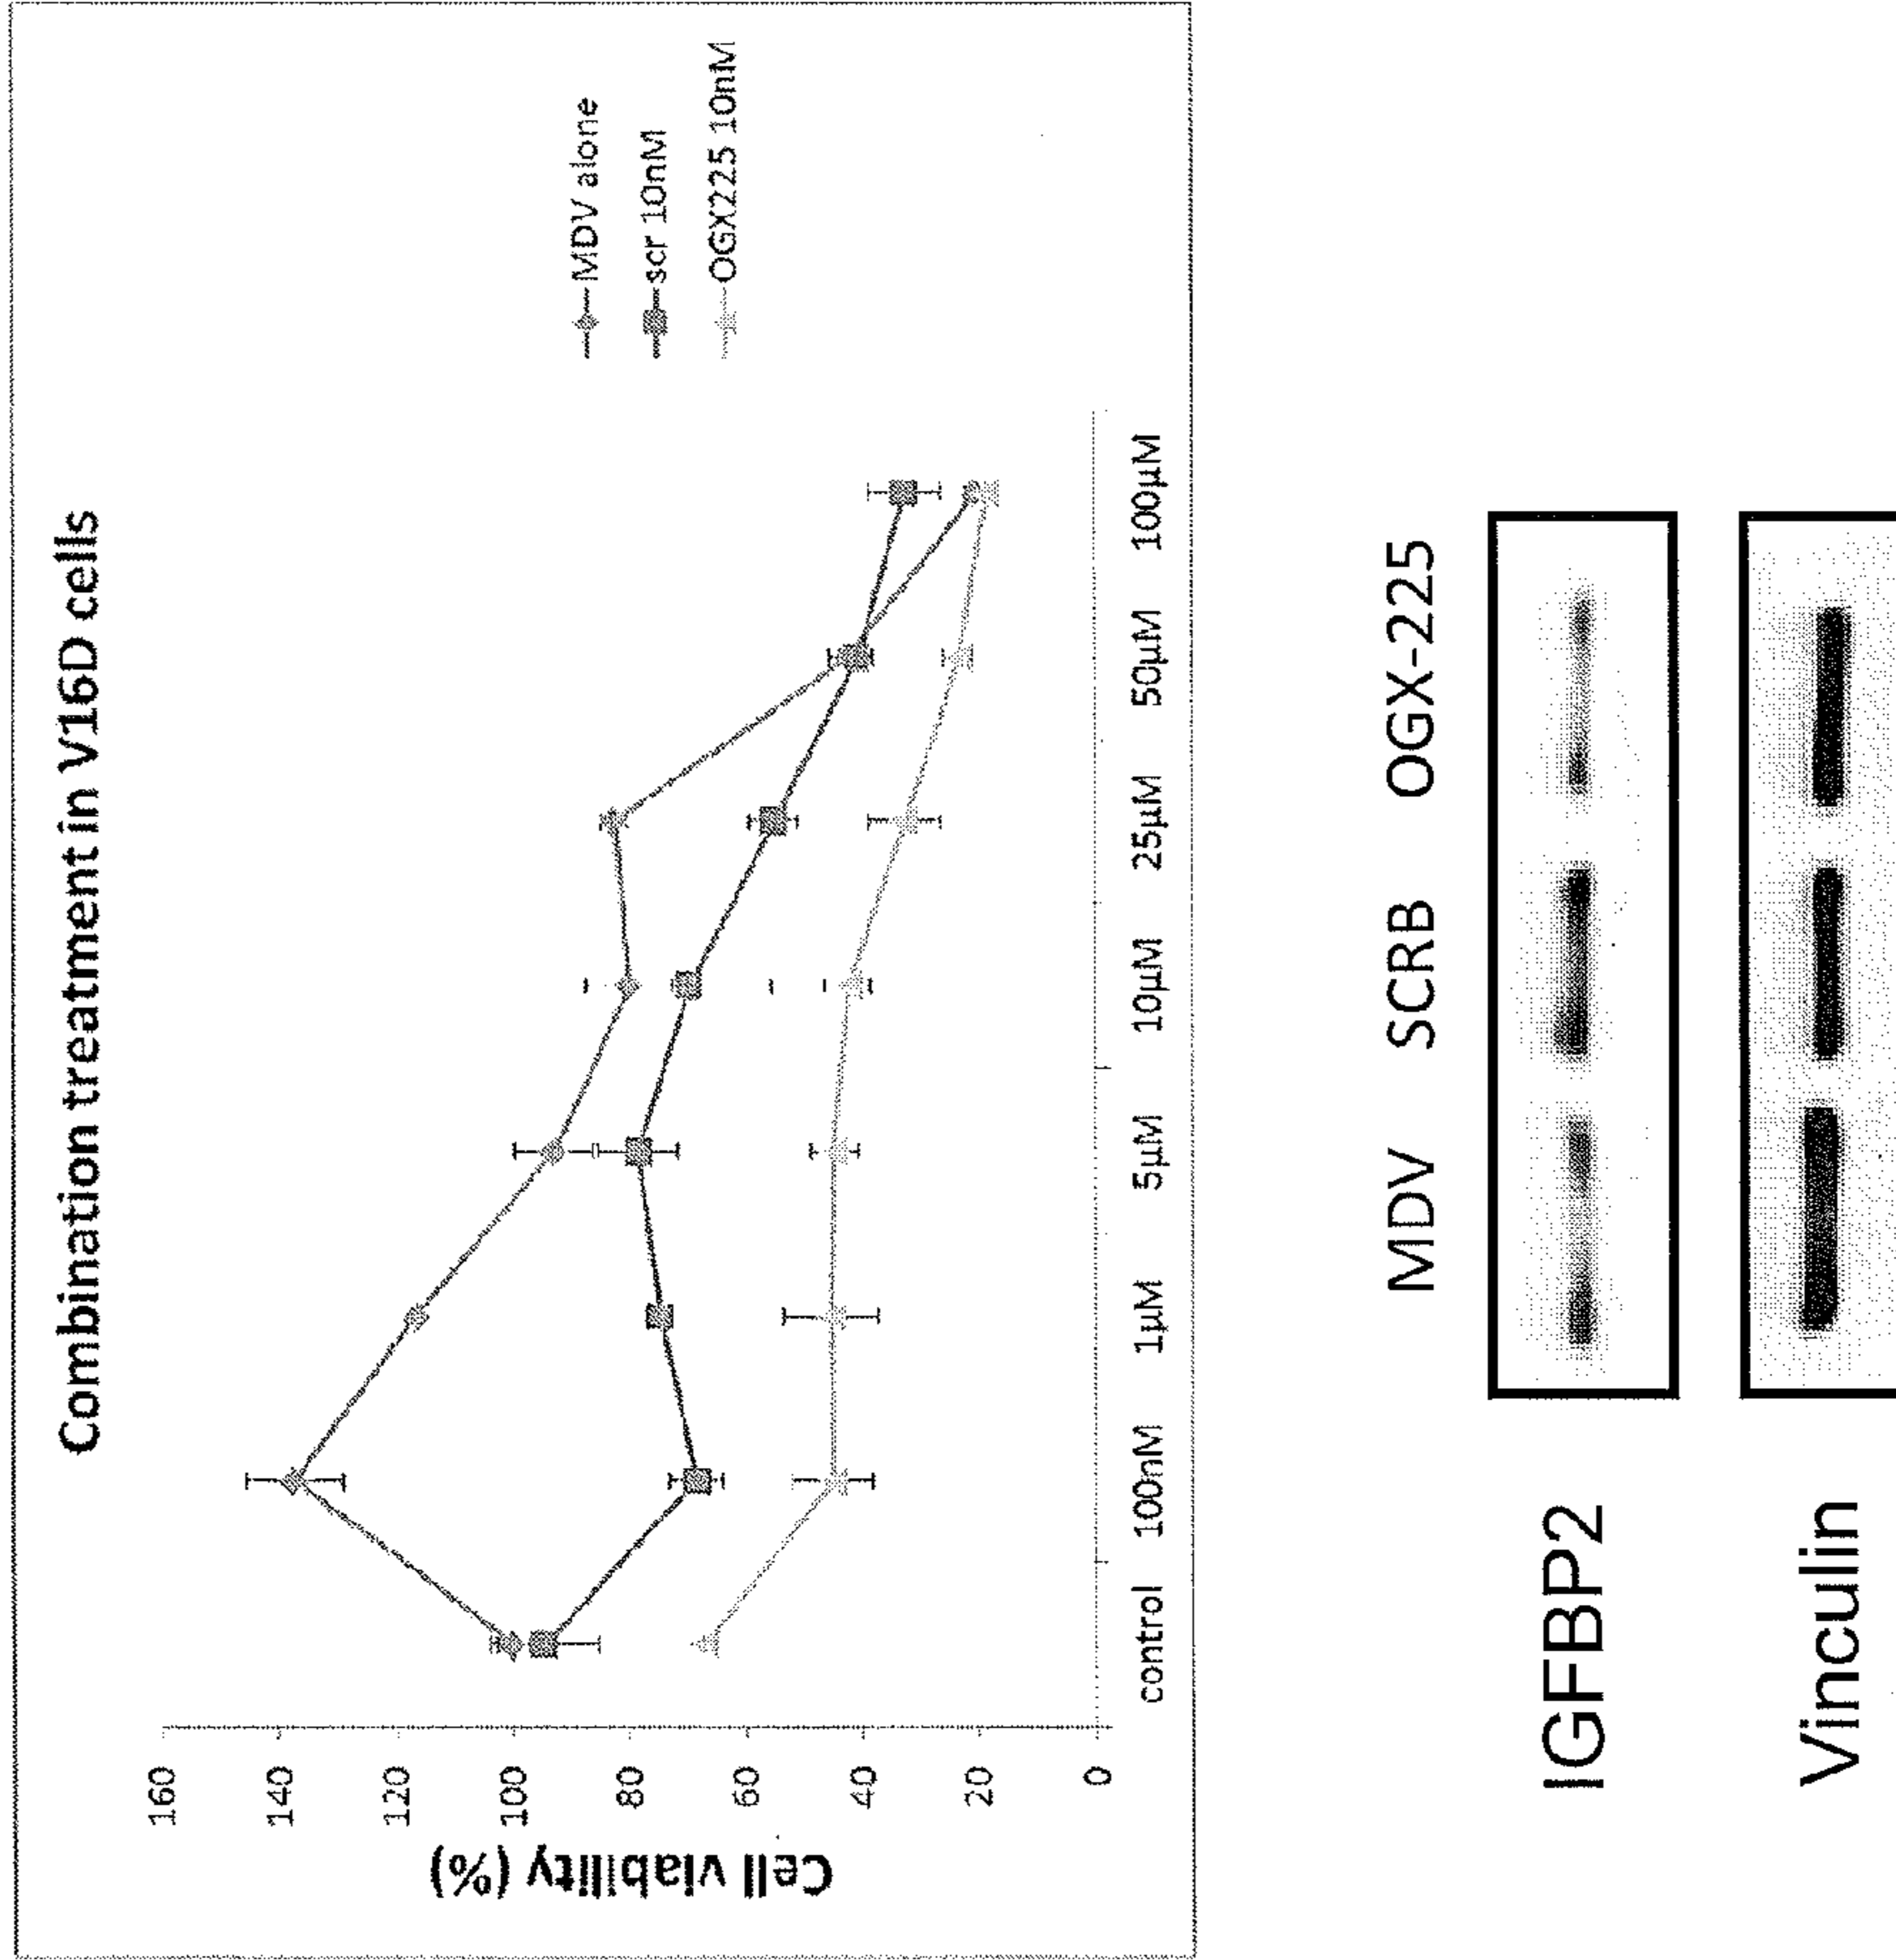 Combination treatment in V16D cells
Cell viability (%)
160
140
120
100
80
60
40
20
0
control 100nM 1µM 5µM 10µM 25µM 50µM 100µM
MDV alone
scr 10nM
OGX225 10nM
MDV SCRB OGX-225
IGFBP2
Vinculin